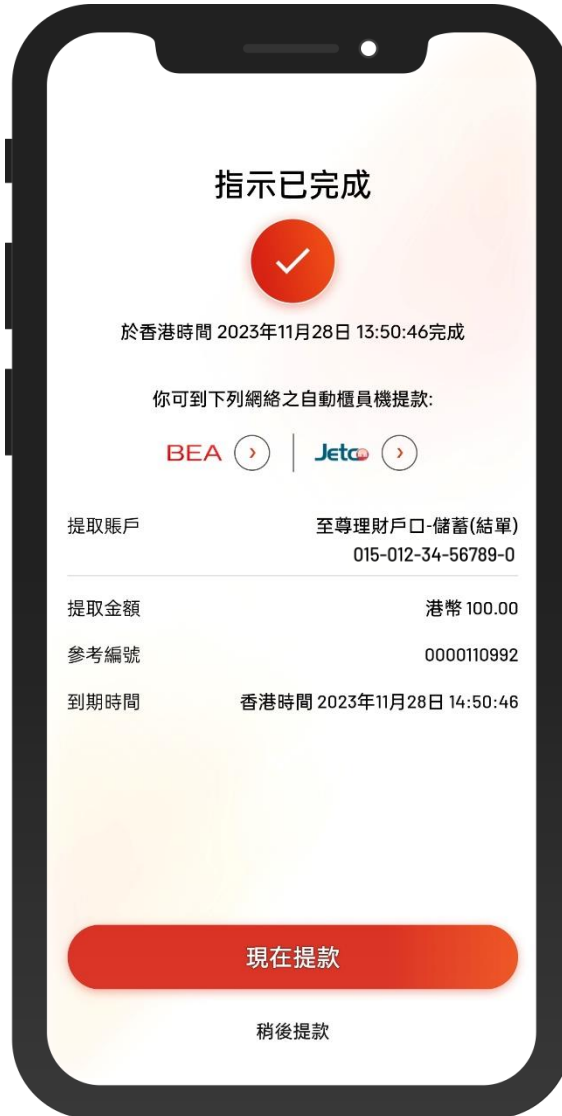 指示已完成
於香港時間 2023年11月28日 13:50:46完成
你可到下列網絡之自動櫃員機提款:
BEA Jetco
提取賬戶 至尊理財戶口-儲蓄(結單)
015-012-34-56789-0
提取金額 港幣 100.00
參考編號 0000110992
到期時間 香港時間 2023年11月28日 14:50:46
現在提款
稍後提款